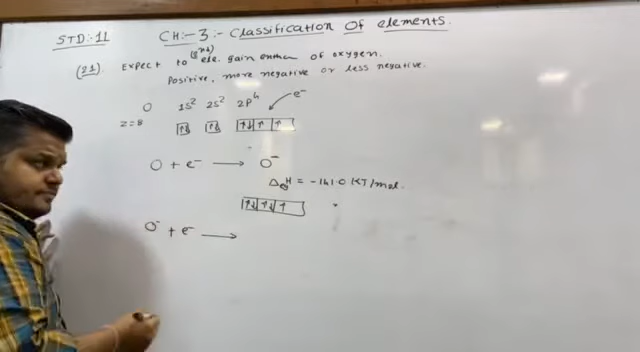 STD:-11 CH:-3:- Classification Of elements.
(21) Expect to (2nd) ele. gain enthan of oxygen.
Positive, more negative or less negative.
O 1s² 2s² 2p⁴ e⁻
Z=8 ↑↓ ↑↓ ↑↓ ↑ ↑
O + e⁻ → O⁻
ΔegH = -141.0 KJ/mol.
↑↓ ↑↓ ↑
O⁻ + e⁻ →